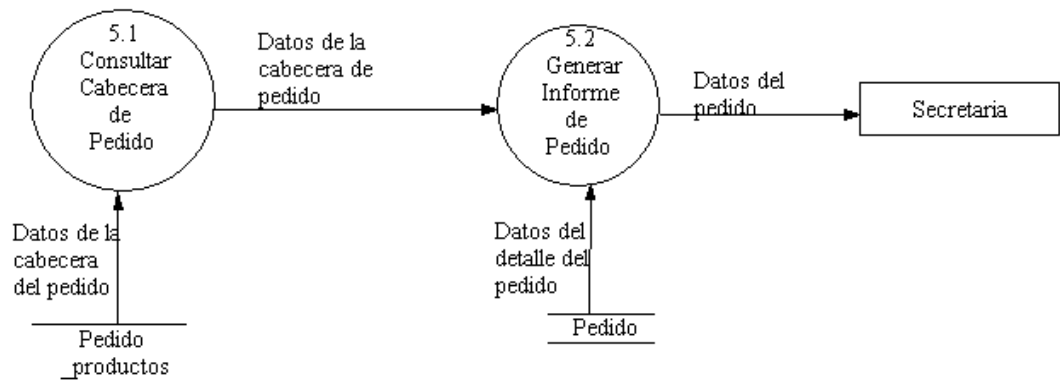 5.1
Consultar
Cabecera
de
Pedido
Datos de la
cabecera de
pedido
5.2
Generar
Informe
de
Pedido
Datos del
pedido
Secretaria
Datos de la
cabecera
del pedido
Datos del
detalle del
pedido
Pedido
_productos
Pedido